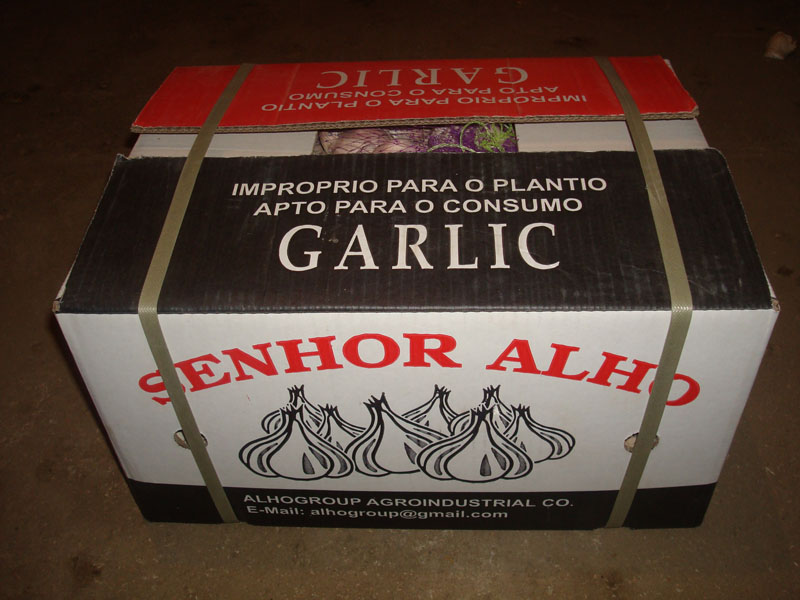 GARLIC
APTO PARA O CONSUMO
IMPROPRIO PARA O PLANTIO
IMPROPRIO PARA O PLANTIO
APTO PARA O CONSUMO
GARLIC
SENHOR ALHO
ALHOGROUP AGROINDUSTRIAL CO.
E-Mail: alhogroup@gmail.com